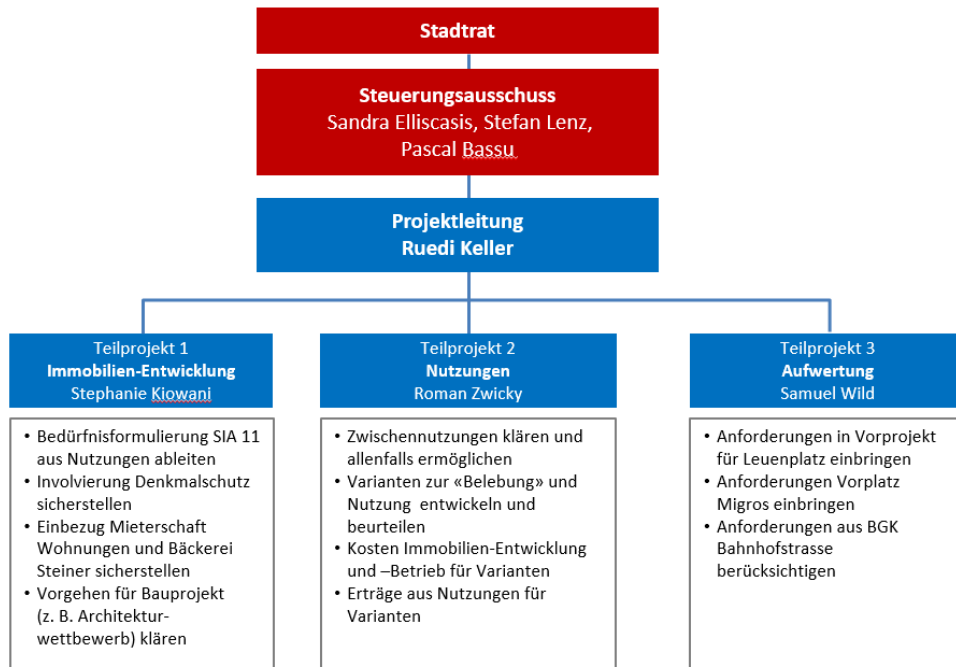 Stadtrat
Steuerungsausschuss
Sandra Elliscasis, Stefan Lenz,
Pascal Bassu
Projektleitung
Ruedi Keller
Teilprojekt 1
Immobilien-Entwicklung
Stephanie Kiowani
• Bedürfnisformulierung SIA 11
aus Nutzungen ableiten
• Involvierung Denkmalschutz
sicherstellen
• Einbezug Mieterschaft
Wohnungen und Bäckerei
Steiner sicherstellen
• Vorgehen für Bauprojekt
(z. B. Architektur-
wettbewerb) klären
Teilprojekt 2
Nutzungen
Roman Zwicky
• Zwischennutzungen klären und
allenfalls ermöglichen
• Varianten zur «Belebung» und
Nutzung entwickeln und
beurteilen
• Kosten Immobilien-Entwicklung
und –Betrieb für Varianten
• Erträge aus Nutzungen für
Varianten
Teilprojekt 3
Aufwertung
Samuel Wild
• Anforderungen in Vorprojekt
für Leuenplatz einbringen
• Anforderungen Vorplatz
Migros einbringen
• Anforderungen aus BGK
Bahnhofstrasse
berücksichtigen